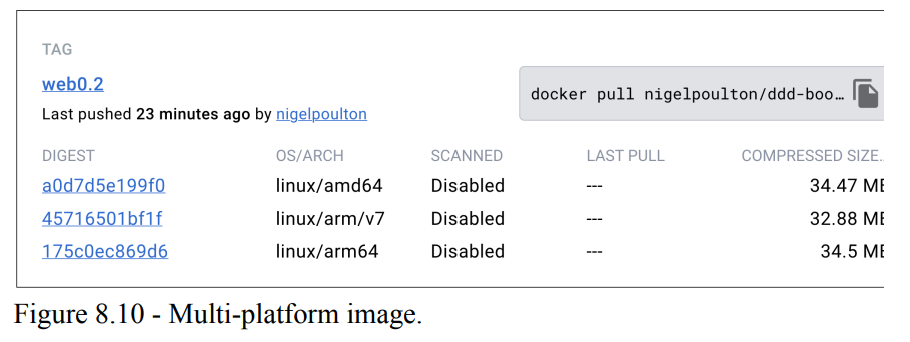 TAG
web0.2
docker pull nigelpoulton/ddd-boo…
Last pushed 23 minutes ago by nigelpoulton
DIGEST OS/ARCH SCANNED LAST PULL COMPRESSED SIZE..
a0d7d5e199f0 linux/amd64 Disabled --- 34.47 MB
45716501bf1f linux/arm/v7 Disabled --- 32.88 MB
175c0ec869d6 linux/arm64 Disabled --- 34.5 MB
Figure 8.10 - Multi-platform image.